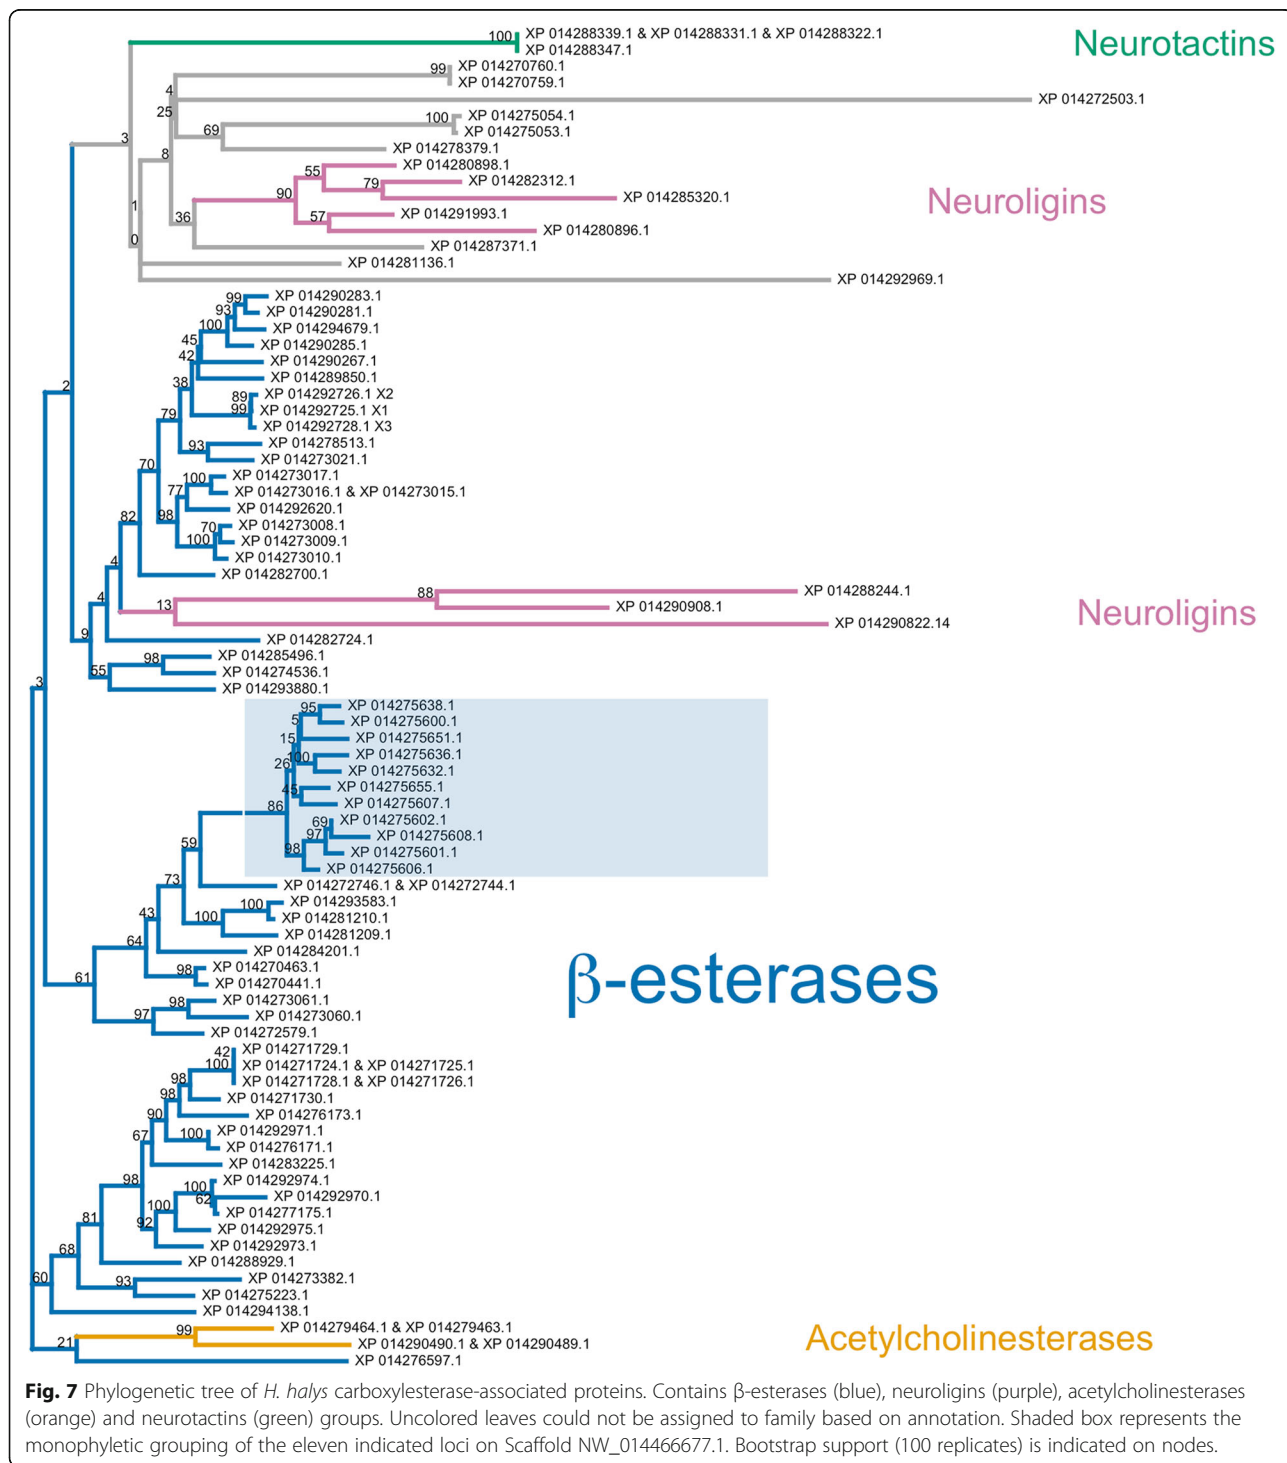 100 XP 014288339.1 & XP 014288331.1 & XP 014288322.1
Neurotactins
XP 014288347.1
99 XP 014270760.1
XP 014270759.1
4
XP 014272503.1
25
100 XP 014275054.1
XP 014275053.1
69
3
XP 014278379.1
8
XP 014280898.1
55
79 XP 014282312.1
90
XP 014285320.1
Neuroligins
1
36
57 XP 014291993.1
XP 014280896.1
0
XP 014287371.1
XP 014281136.1
XP 014292969.1
99 XP 014290283.1
93 XP 014290281.1
100 XP 014294679.1
45 XP 014290285.1
42 XP 014290267.1
38 XP 014289850.1
2
89 XP 014292726.1 X2
99 XP 014292725.1 X1
79
XP 014292728.1 X3
93 XP 014278513.1
XP 014273021.1
70
100 XP 014273017.1
77 XP 014273016.1 & XP 014273015.1
98 XP 014292620.1
82
70 XP 014273008.1
100 XP 014273009.1
XP 014273010.1
4
XP 014282700.1
88 XP 014288244.1
4
13
XP 014290908.1
Neuroligins
XP 014290822.14
9
XP 014282724.1
98 XP 014285496.1
55 XP 014274536.1
3
XP 014293880.1
95 XP 014275638.1
5 XP 014275600.1
15 XP 014275651.1
100 XP 014275636.1
26 XP 014275632.1
45 XP 014275655.1
86 XP 014275607.1
69 XP 014275602.1
97 XP 014275608.1
59
98 XP 014275601.1
XP 014275606.1
73
XP 014272746.1 & XP 014272744.1
100 XP 014293583.1
43 100 XP 014281210.1
XP 014281209.1
64
XP 014284201.1
98 XP 014270463.1
61
XP 014270441.1
β-esterases
98 XP 014273061.1
97 XP 014273060.1
XP 014272579.1
42 XP 014271729.1
100 XP 014271724.1 & XP 014271725.1
98 XP 014271728.1 & XP 014271726.1
98 XP 014271730.1
90 XP 014276173.1
67 100 XP 014292971.1
XP 014276171.1
XP 014283225.1
98
100 XP 014292974.1
62 XP 014292970.1
100 XP 014277175.1
81 92 XP 014292975.1
XP 014292973.1
68
XP 014288929.1
60
93 XP 014273382.1
XP 014275223.1
XP 014294138.1
99 XP 014279464.1 & XP 014279463.1
Acetylcholinesterases
21
XP 014290490.1 & XP 014290489.1
XP 014276597.1
Fig. 7 Phylogenetic tree of H. halys carboxylesterase-associated proteins. Contains β-esterases (blue), neuroligins (purple), acetylcholinesterases
(orange) and neurotactins (green) groups. Uncolored leaves could not be assigned to family based on annotation. Shaded box represents the
monophyletic grouping of the eleven indicated loci on Scaffold NW_014466677.1. Bootstrap support (100 replicates) is indicated on nodes.